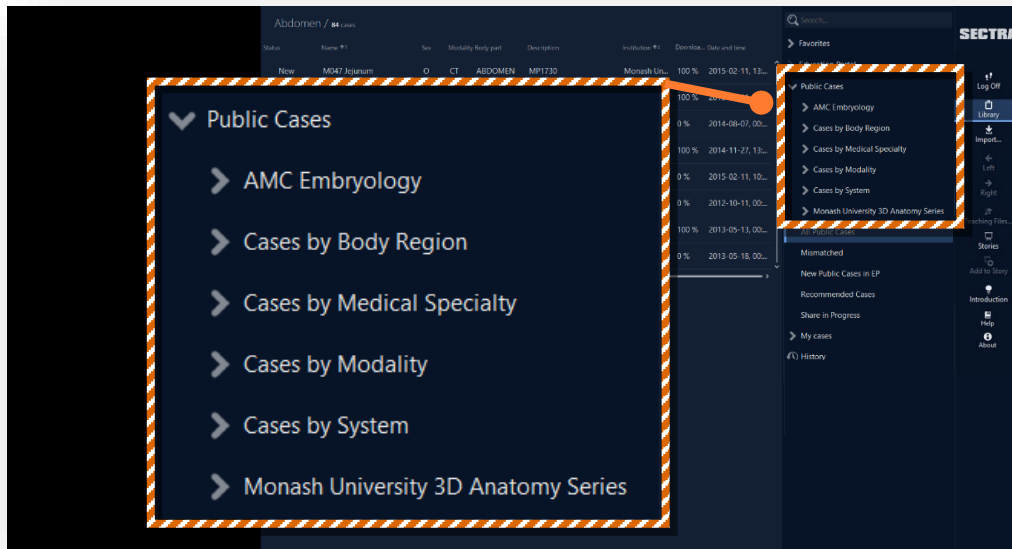 Abdomen / 84 cases
Status Name Sex Modality Body part Description Institution Downloa... Date and time
New M047 Jejunum O CT ABDOMEN MP1730 Monash Un... 100 % 2015-02-11, 13:...
100 %
0 % 2014-08-07, 00:...
100 % 2014-11-27, 13:...
0 % 2015-02-11, 10:...
0 % 2012-10-11, 00:...
100 % 2013-05-13, 00:...
0 % 2013-05-18, 00:...
Public Cases
AMC Embryology
Cases by Body Region
Cases by Medical Specialty
Cases by Modality
Cases by System
Monash University 3D Anatomy Series
Search...
Favorites
Education Portal
Public Cases
AMC Embryology
Cases by Body Region
Cases by Medical Specialty
Cases by Modality
Cases by System
Monash University 3D Anatomy Series
All Public Cases
Mismatched
New Public Cases in EP
Recommended Cases
Share in Progress
My cases
History
SECTRA
Log Off
Library
Import...
Left
Right
Teaching Files...
Stories
Add to Story
Introduction
Help
About